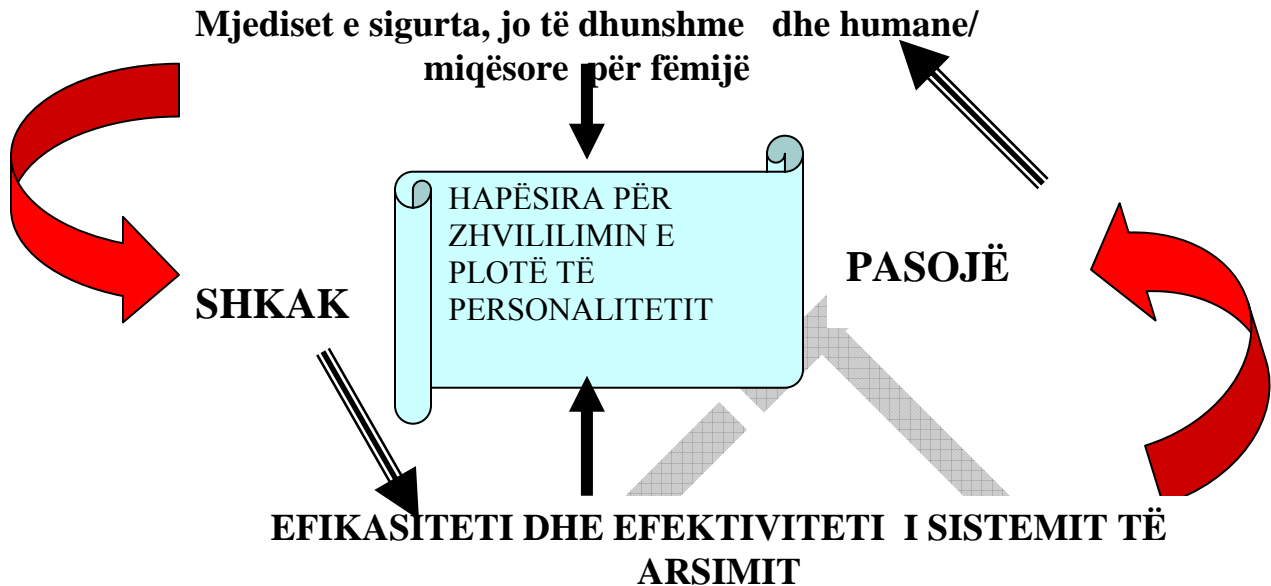 Mjediset e sigurta, jo të dhunshme dhe humane/
miqësore për fëmijë
HAPËSIRA PËR
ZHVILILIMIN E
PLOTË TË
PERSONALITETIT
PASOJË
SHKAK
EFIKASITETI DHE EFEKTIVITETI I SISTEMIT TË
ARSIMIT